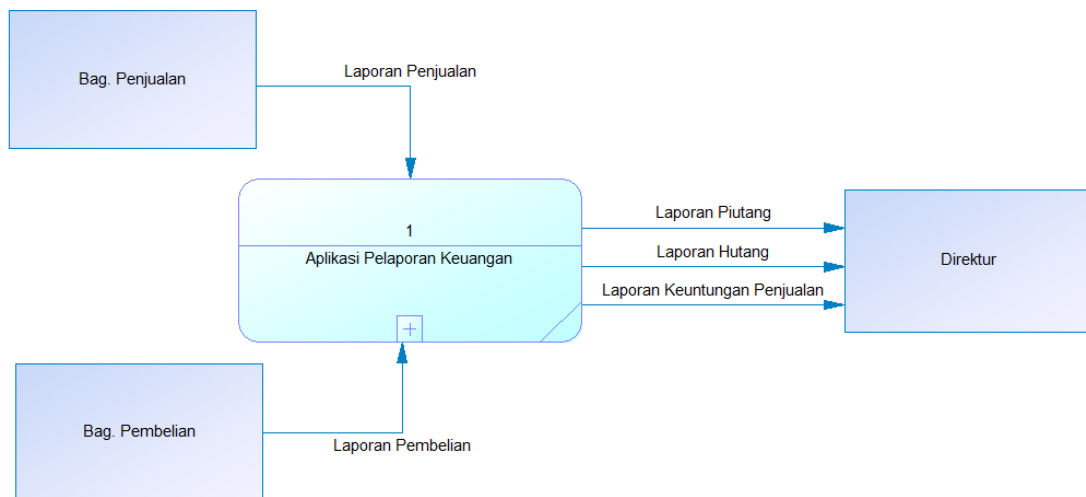 Bag. Penjualan
Laporan Penjualan
1
Aplikasi Pelaporan Keuangan
Laporan Piutang
Laporan Hutang
Laporan Keuntungan Penjualan
Direktur
Bag. Pembelian
Laporan Pembelian